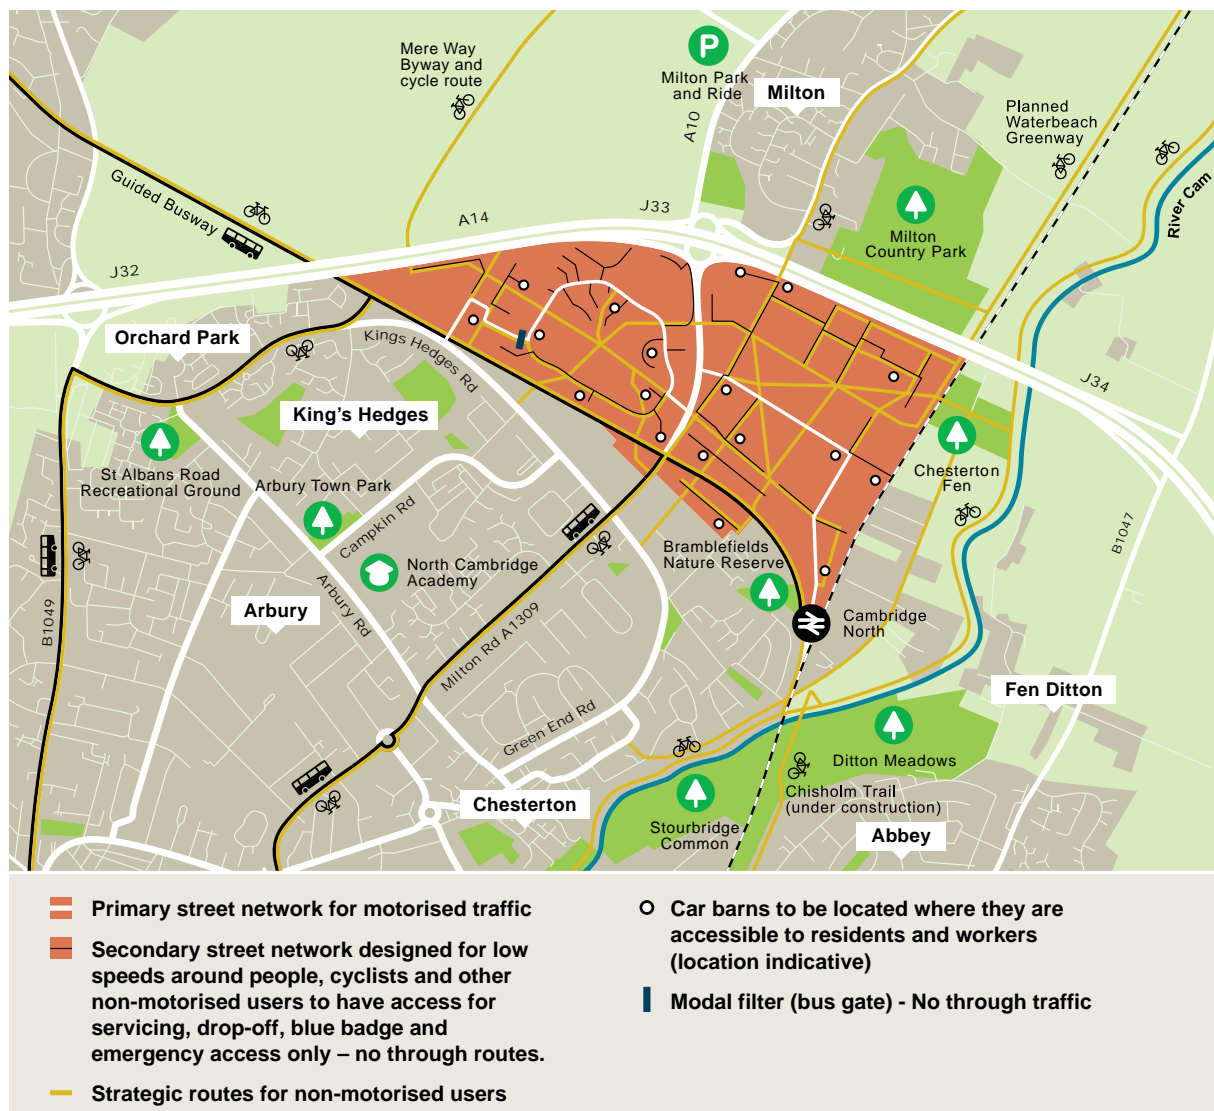 Mere Way
Byway and
cycle route
P
Milton Park
and Ride
Milton
A10
Planned
Waterbeach
Greenway
River Cam
Guided Busway
A14
J33
J32
Milton
Country Park
Orchard Park
Kings Hedges Rd
King's Hedges
J34
St Albans Road
Recreational Ground
Arbury Town Park
Campkin Rd
Chesterton
Fen
B1047
North Cambridge
Academy
Bramblefields
Nature Reserve
Arbury
Arbury Rd
B1049
Milton Rd A1309
Cambridge
North
Fen Ditton
Green End Rd
Ditton Meadows
Chesterton
Chisholm Trail
(under construction)
Stourbridge
Common
Abbey
Primary street network for motorised traffic
Secondary street network designed for low
speeds around people, cyclists and other
non-motorised users to have access for
servicing, drop-off, blue badge and
emergency access only – no through routes.
Strategic routes for non-motorised users
Car barns to be located where they are
accessible to residents and workers
(location indicative)
Modal filter (bus gate) - No through traffic